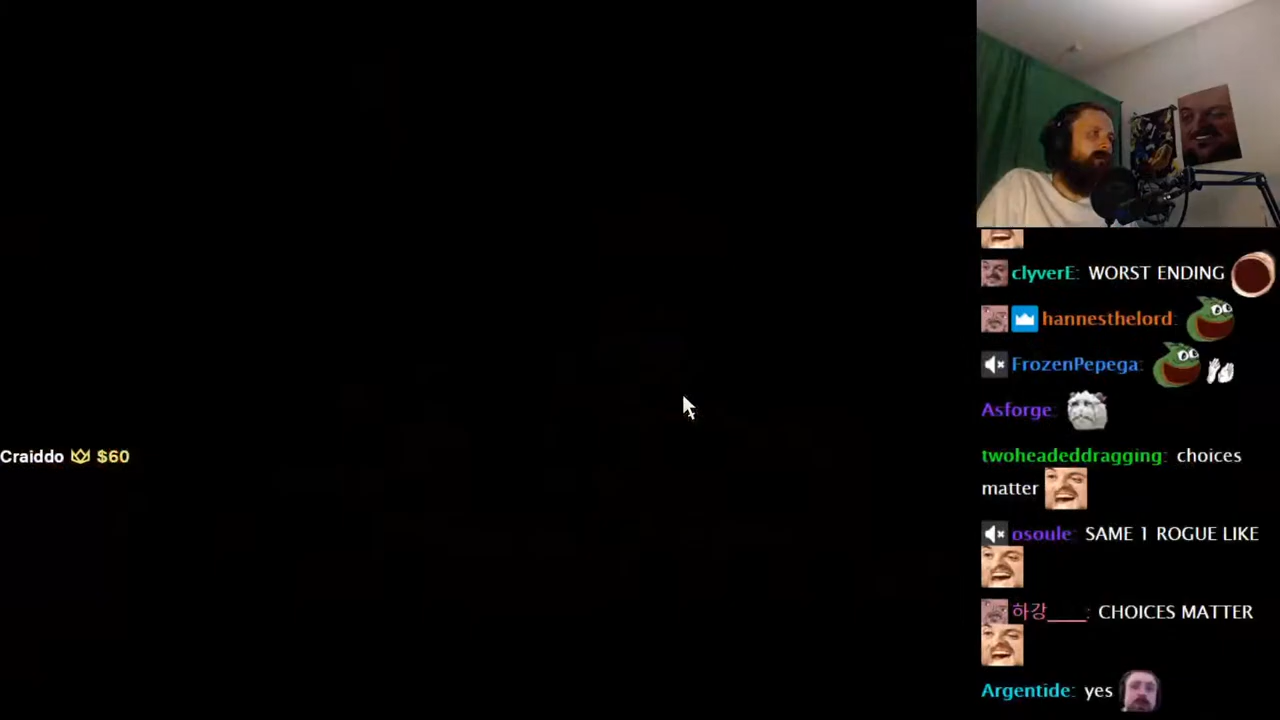 clyverE: WORST ENDING
hannesthelord:
FrozenPepega:
Asforge:
Craiddo $60
twoheadeddragging: choices
matter
osoule: SAME 1 ROGUE LIKE
하강____: CHOICES MATTER
Argentide: yes